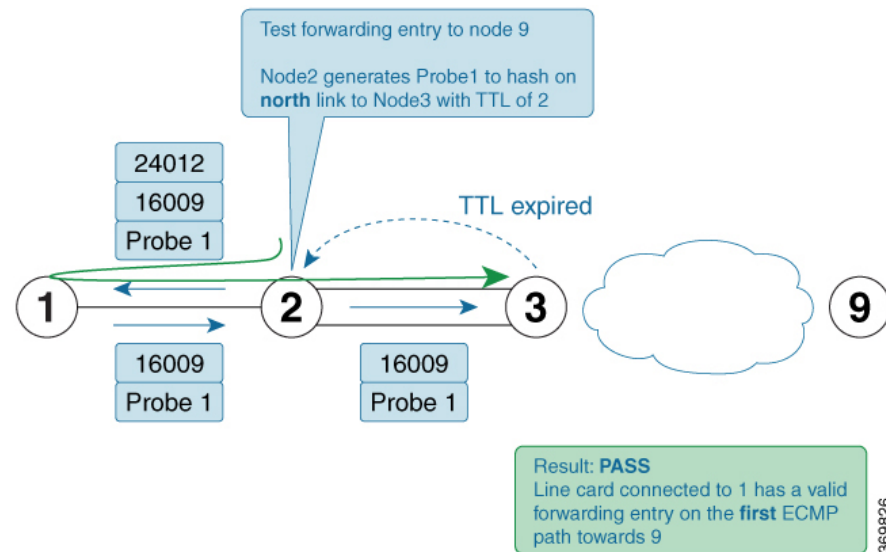 Test forwarding entry to node 9
Node2 generates Probe1 to hash on
north link to Node3 with TTL of 2
24012
16009
Probe 1
TTL expired
1
2
3
9
16009
Probe 1
16009
Probe 1
Result: PASS
Line card connected to 1 has a valid
forwarding entry on the first ECMP
path towards 9
369826